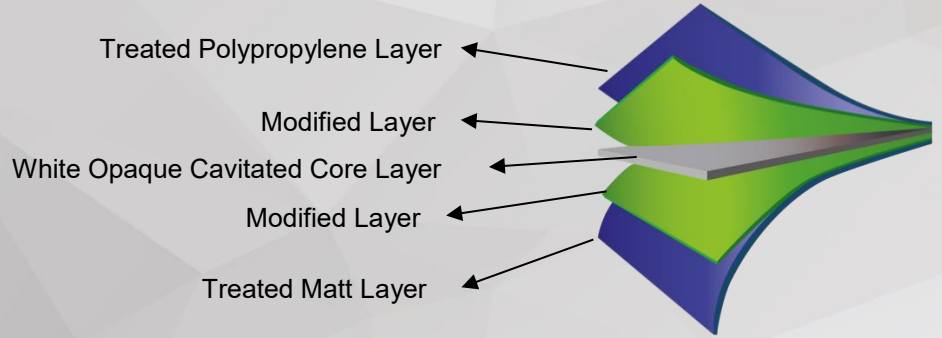 Treated Polypropylene Layer
Modified Layer
White Opaque Cavitated Core Layer
Modified Layer
Treated Matt Layer